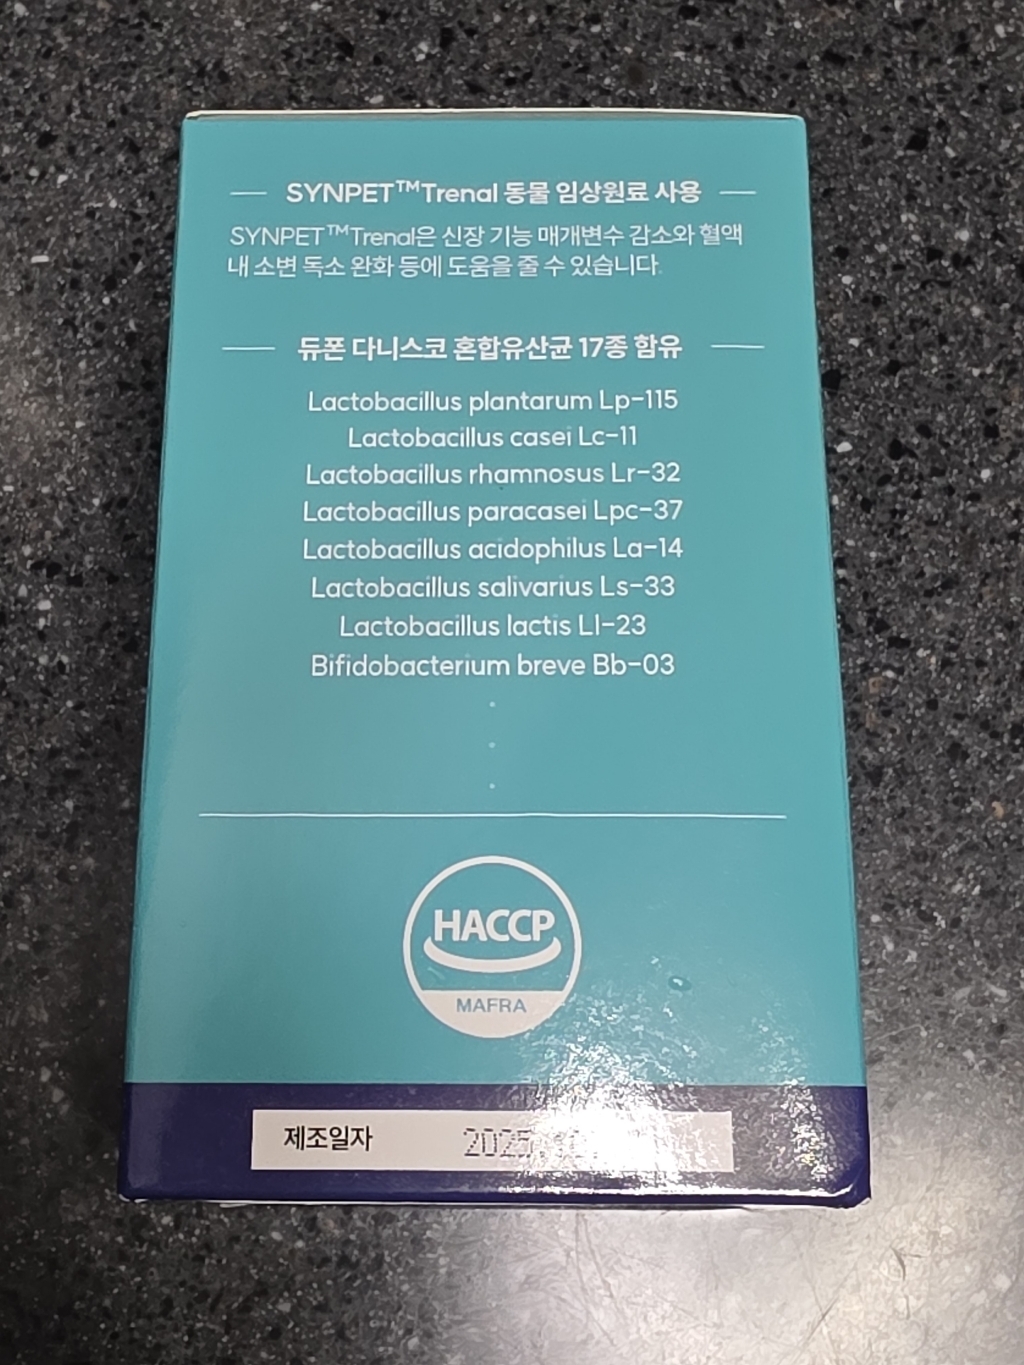 SYNPET™Trenal 동물 임상원료 사용
SYNPET™Trenal은 신장 기능 매개변수 감소와 혈액
내 소변 독소 완화 등에 도움을 줄 수 있습니다.
듀폰 다니스코 혼합유산균 17종 함유
Lactobacillus plantarum Lp-115
Lactobacillus casei Lc-11
Lactobacillus rhamnosus Lr-32
Lactobacillus paracasei Lpc-37
Lactobacillus acidophilus La-14
Lactobacillus salivarius Ls-33
Lactobacillus lactis Ll-23
Bifidobacterium breve Bb-03
HACCP
MAFRA
제조일자 2025.